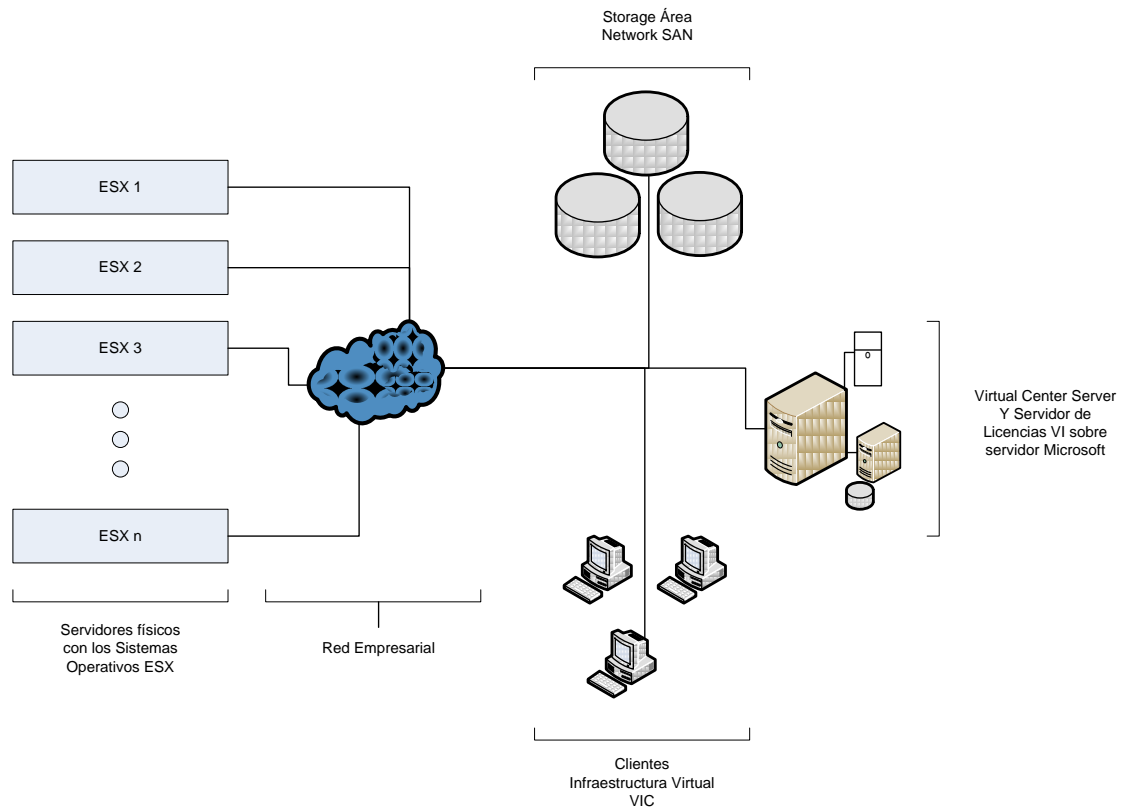 Storage Área
Network SAN
ESX 1
ESX 2
ESX 3
ESX n
Virtual Center Server
Y Servidor de
Licencias VI sobre
servidor Microsoft
Servidores físicos
con los Sistemas
Operativos ESX
Red Empresarial
Clientes
Infraestructura Virtual
VIC